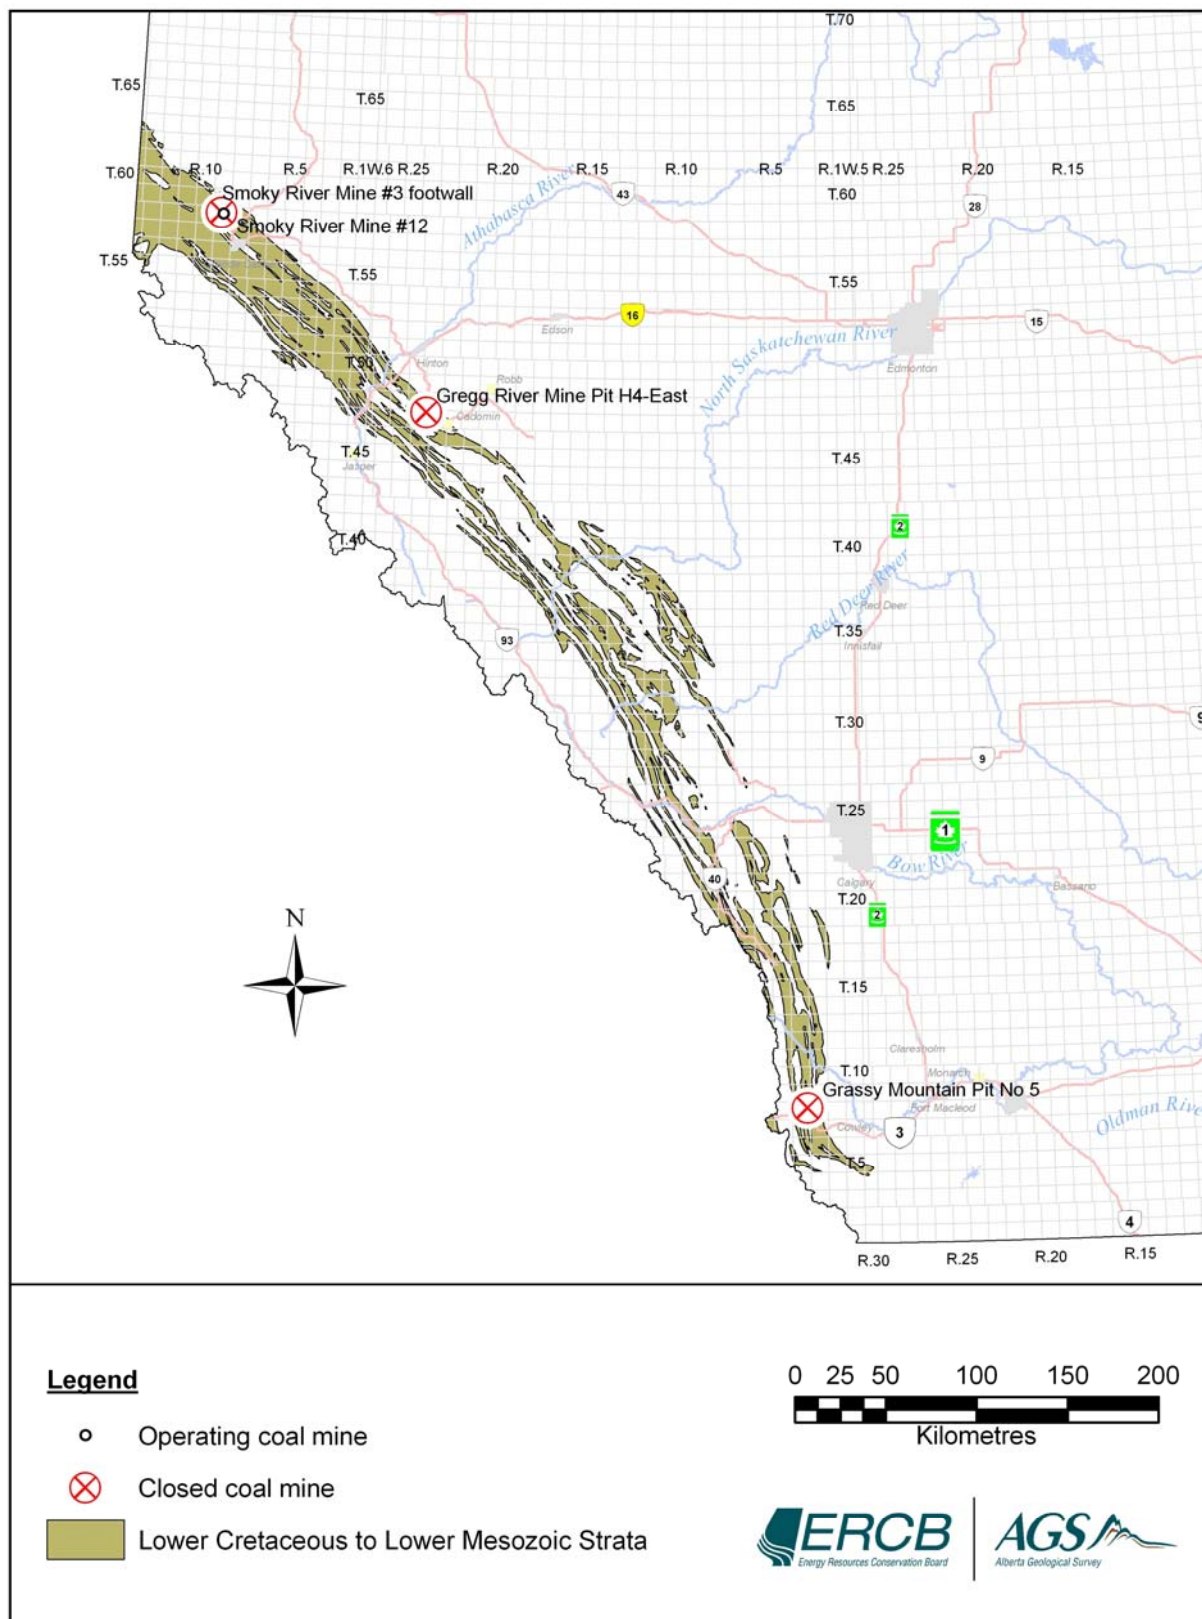 T.70
T.65
T.65
T.65
T.60
R.10
R.5
R.1W.6 R.25
R.20
R.15
R.10
R.5
R.1W.5 R.25
R.20
R.15
Smoky River Mine #3 footwall
43
T.60
28
Smoky River Mine #12
Athabasca River
T.55
T.55
T.55
16
15
Edson
North Saskatchewan River
T.50
Hinton
Edmonton
Robb
Gregg River Mine Pit H4-East
Cadomin
T.45
T.45
Jasper
2
T.40
T.40
Red Deer River
Red Deer
93
T.35
Innisfail
T.30
9
9
T.25
1
Bow River
40
Calgary
Bassano
T.20
2
N
T.15
Claresholm
T.10
Monarch
Grassy Mountain Pit No 5
Fort Macleod
Oldman Rive
Cowley
3
T.5
4
R.30
R.25
R.20
R.15
Legend
Operating coal mine
Closed coal mine
Lower Cretaceous to Lower Mesozoic Strata
0 25 50 100 150 200
Kilometres
ERCB
Energy Resources Conservation Board
AGS
Alberta Geological Survey